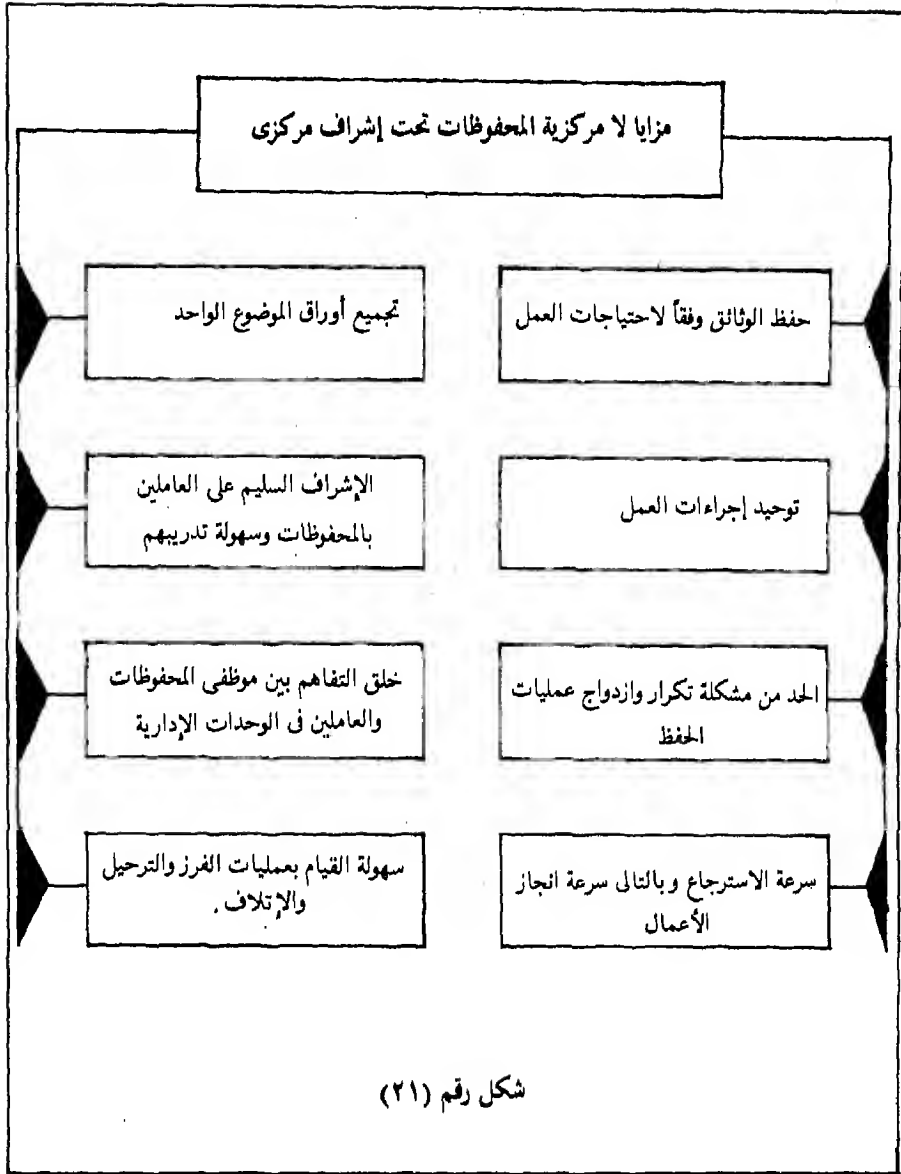 مزايا لا مركزية المحفوظات تحت إشراف مركزى
حفظ الوثائق وفقاً لاحتياجات العمل
تجميع أوراق الموضوع الواحد
توحيد إجراءات العمل
الإشراف السليم على العاملين
بالمحفوظات وسهولة تدريبهم
الحد من مشكلة تكرار وازدواج عمليات
الحفظ
خلق التفاهم بين موظفى المحفوظات
والعاملين فى الوحدات الإدارية
سرعة الاسترجاع وبالتالى سرعة انجاز
الأعمال
سهولة القيام بعمليات الفرز والترحيل
والإتلاف .
شكل رقم (٢١)